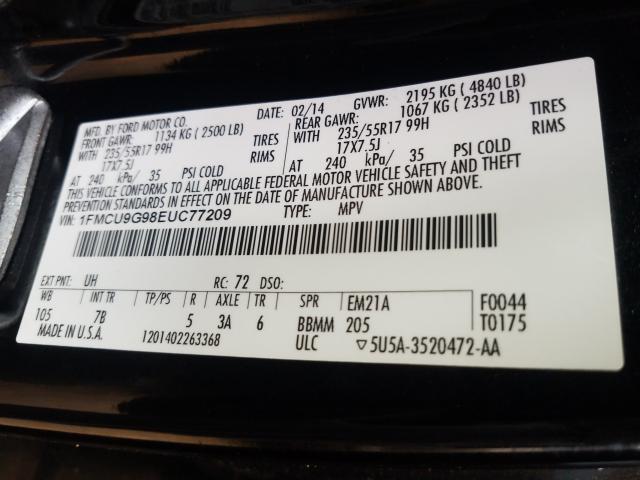 MFD. BY FORD MOTOR CO. DATE: 02/14 GVWR: 2195 KG ( 4840 LB)
FRONT GAWR: 1134 KG ( 2500 LB) REAR GAWR: 1067 KG ( 2352 LB)
WITH 235/55R17 99H TIRES WITH 235/55R17 99H TIRES
17X7.5J RIMS 17X7.5J RIMS
AT 240 kPa/ 35 PSI COLD AT 240 kPa/ 35 PSI COLD
THIS VEHICLE CONFORMS TO ALL APPLICABLE FEDERAL MOTOR VEHICLE SAFETY AND THEFT
PREVENTION STANDARDS IN EFFECT ON THE DATE OF MANUFACTURE SHOWN ABOVE.
VIN: 1FMCU9G98EUC77209 TYPE: MPV
EXT PNT: UH RC: 72 DSO:
WB INT TR TP/PS R AXLE TR SPR EM21A F0044
105 7B 5 3A 6 BBMM 205 T0175
MADE IN U.S.A. 1201402263368 ULC ▽5U5A-3520472-AA